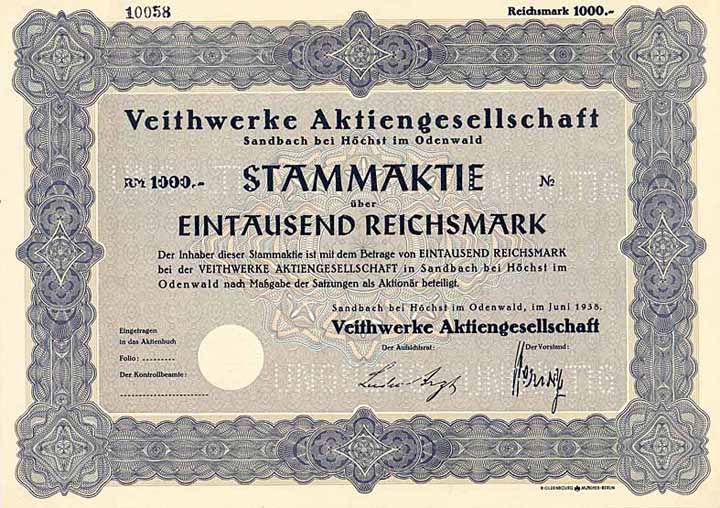 10058
Reichsmark 1000.-
Veithwerke Aktiengesellschaft
Sandbach bei Höchst im Odenwald
RM 1000.- STAMMAKTIE №
über
EINTAUSEND REICHSMARK
Der Inhaber dieser Stammaktie ist mit dem Betrage von EINTAUSEND REICHSMARK
bei der VEITHWERKE AKTIENGESELLSCHAFT in Sandbach bei Höchst im
Odenwald nach Maßgabe der Satzungen als Aktionär beteiligt.
Sandbach bei Höchst im Odenwald, im Juni 1938.
Veithwerke Aktiengesellschaft
Eingetragen
in das Aktienbuch
Folio: .........
Der Kontrollbeamte:
Der Aufsichtsrat:
Der Vorstand:
R. OLDENBOURG MÜNCHEN-BERLIN